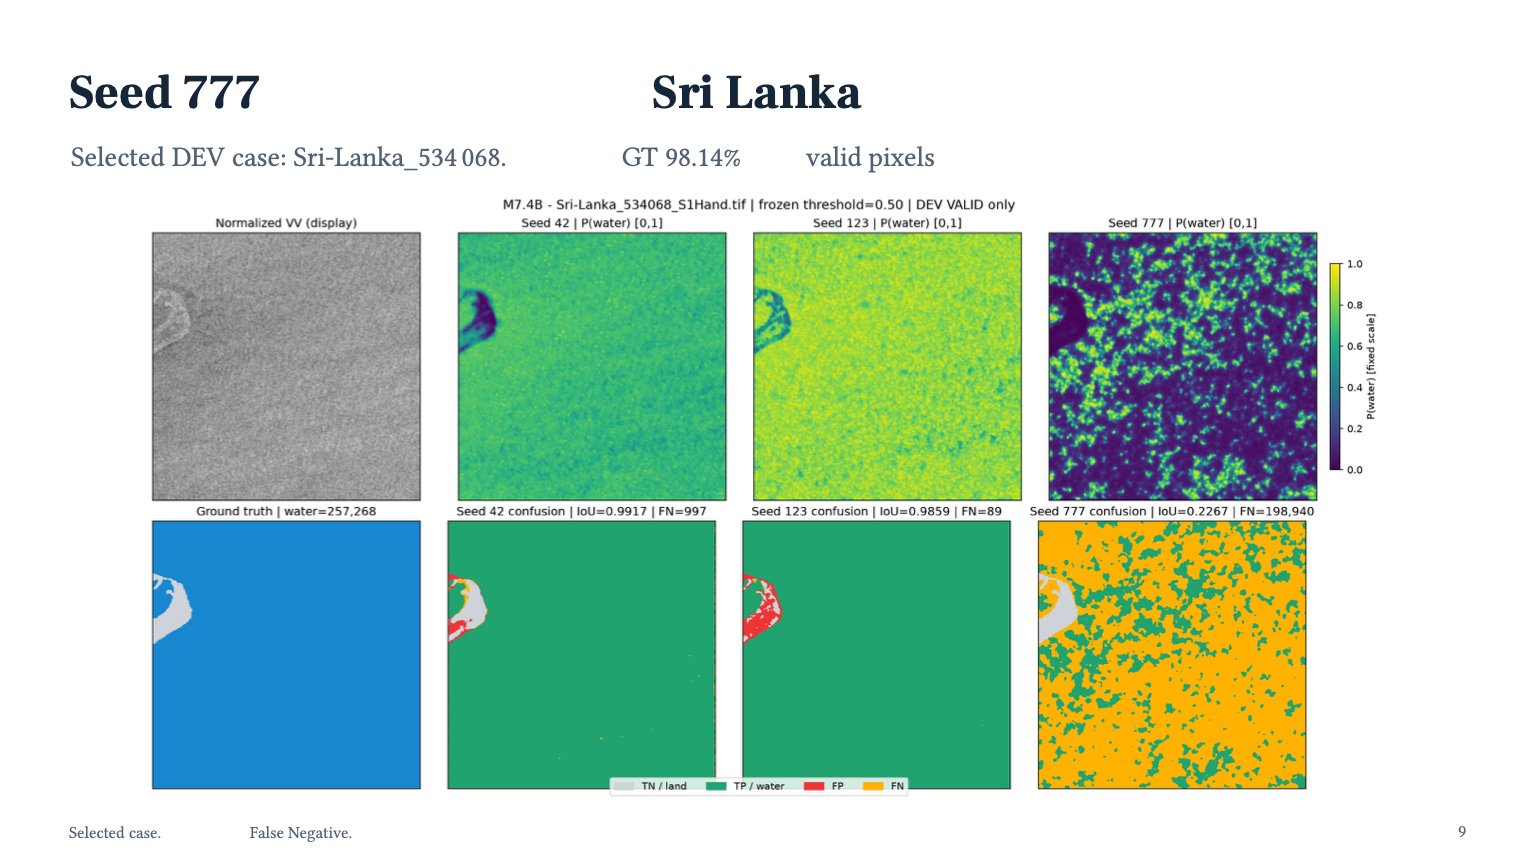 Seed 777 Sri Lanka
Selected DEV case: Sri-Lanka_534 068. GT 98.14% valid pixels
M7.4B - Sri-Lanka_534068_S1Hand.tif | frozen threshold=0.50 | DEV VALID only
Normalized VV (display)
Seed 42 | P(water) [0,1]
Seed 123 | P(water) [0,1]
Seed 777 | P(water) [0,1]
1.0
0.8
0.6
0.4
0.2
0.0
P(water) [fixed scale]
Ground truth | water=257,268
Seed 42 confusion | IoU=0.9917 | FN=997
Seed 123 confusion | IoU=0.9859 | FN=89
Seed 777 confusion | IoU=0.2267 | FN=198,940
TN / land TP / water FP FN
Selected case. False Negative. 9